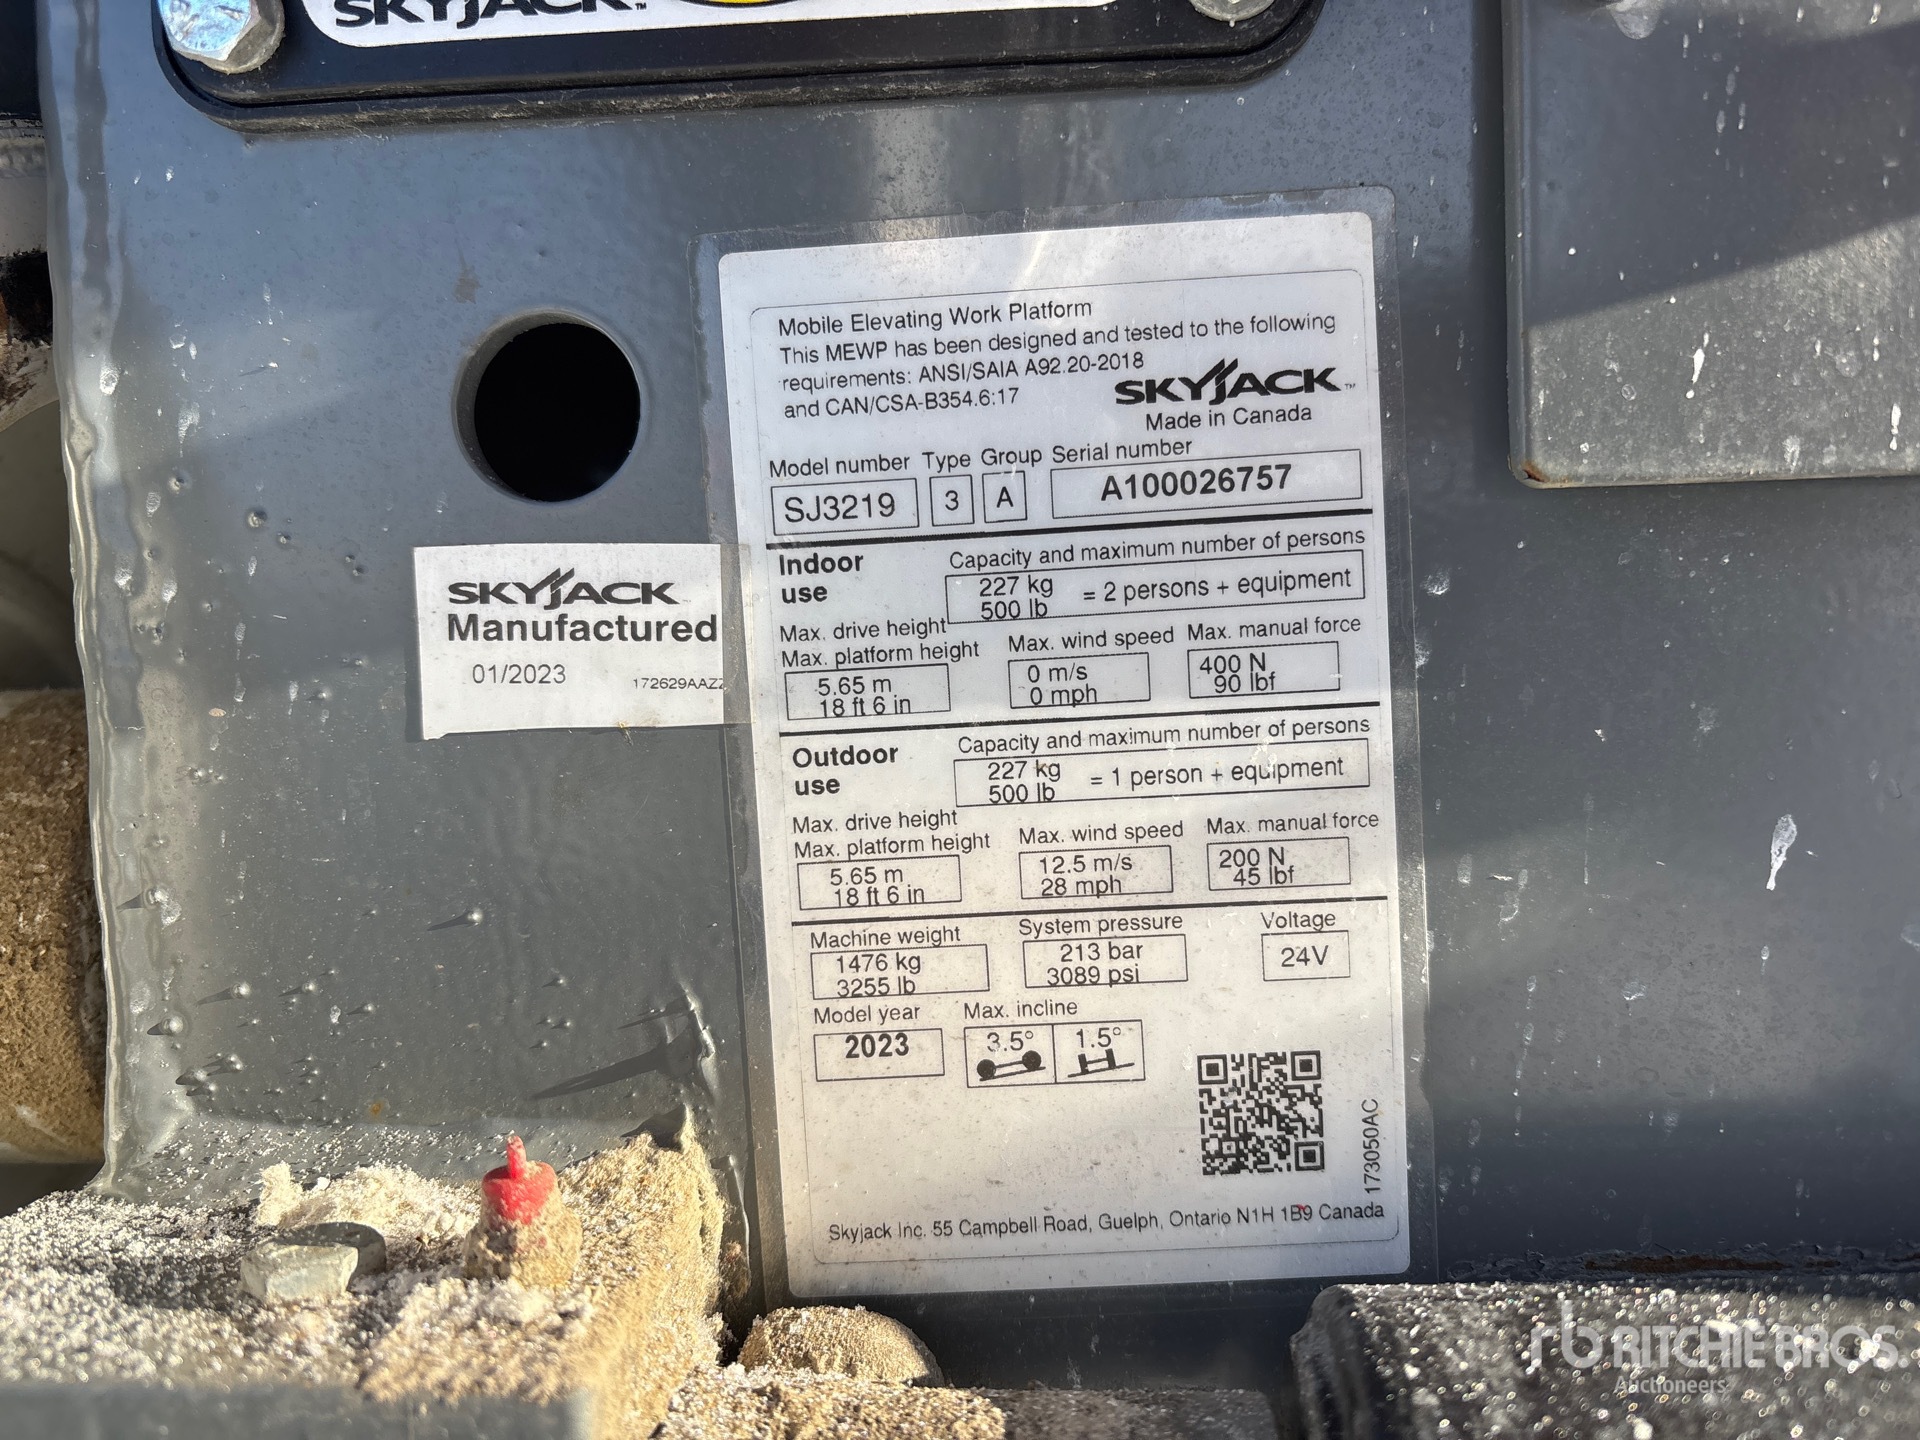 SKYJACK™
Mobile Elevating Work Platform
This MEWP has been designed and tested to the following
requirements: ANSI/SAIA A92.20-2018
and CAN/CSA-B354.6:17
SKYJACK™
Made in Canada
Model number Type Group Serial number
SJ3219 3 A A100026757
Indoor use
Capacity and maximum number of persons
227 kg
500 lb
= 2 persons + equipment
Max. drive height
Max. platform height
5.65 m
18 ft 6 in
Max. wind speed
0 m/s
0 mph
Max. manual force
400 N
90 lbf
Outdoor use
Capacity and maximum number of persons
227 kg
500 lb
= 1 person + equipment
Max. drive height
Max. platform height
5.65 m
18 ft 6 in
Max. wind speed
12.5 m/s
28 mph
Max. manual force
200 N
45 lbf
Machine weight
1476 kg
3255 lb
System pressure
213 bar
3089 psi
Voltage
24V
Model year
2023
Max. incline
3.5° 1.5°
173050AC
Skyjack Inc. 55 Campbell Road, Guelph, Ontario N1H 1B9 Canada
SKYJACK
Manufactured
01/2023
172629AAZZ
rb RITCHIE BROS.
Auctioneers